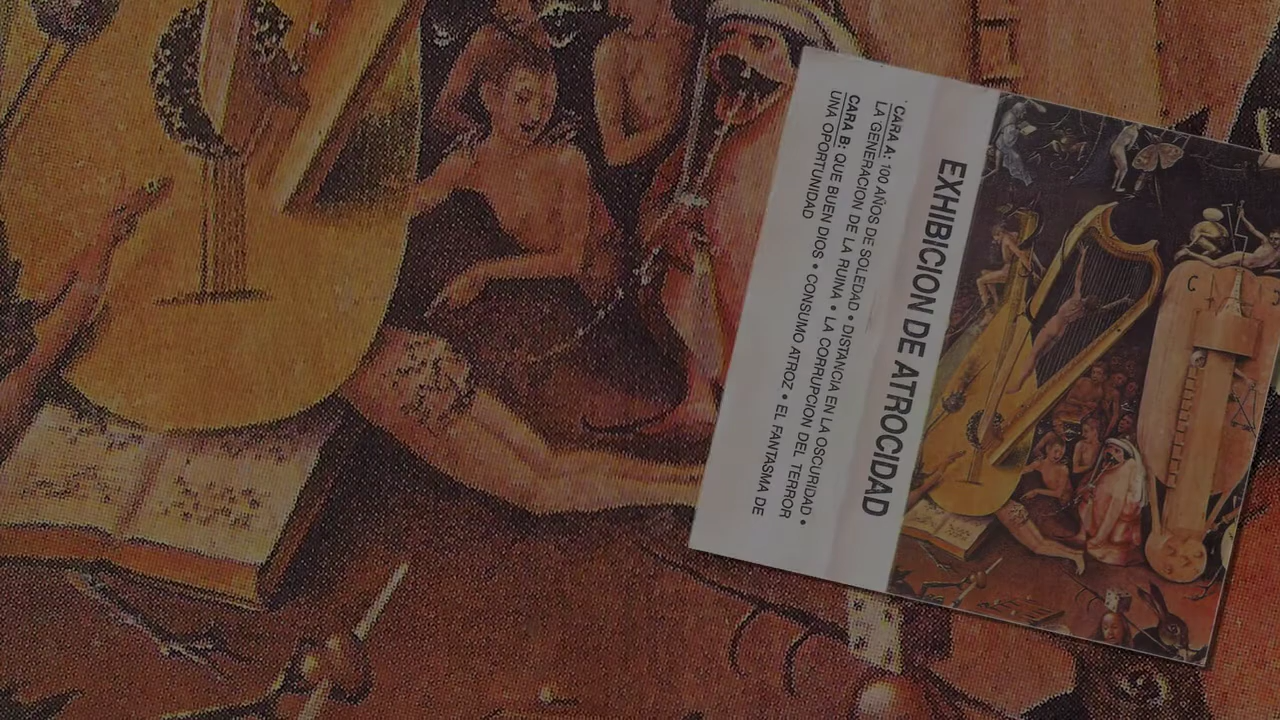 EXHIBICION DE ATROCIDAD
CARA A: 100 AÑOS DE SOLEDAD • DISTANCIA EN LA OSCURIDAD •
LA GENERACION DE LA RUINA • LA CORRUPCION DEL TERROR
CARA B: QUE BUEN DIOS • CONSUMO ATROZ • EL FANTASMA DE
UNA OPORTUNIDAD